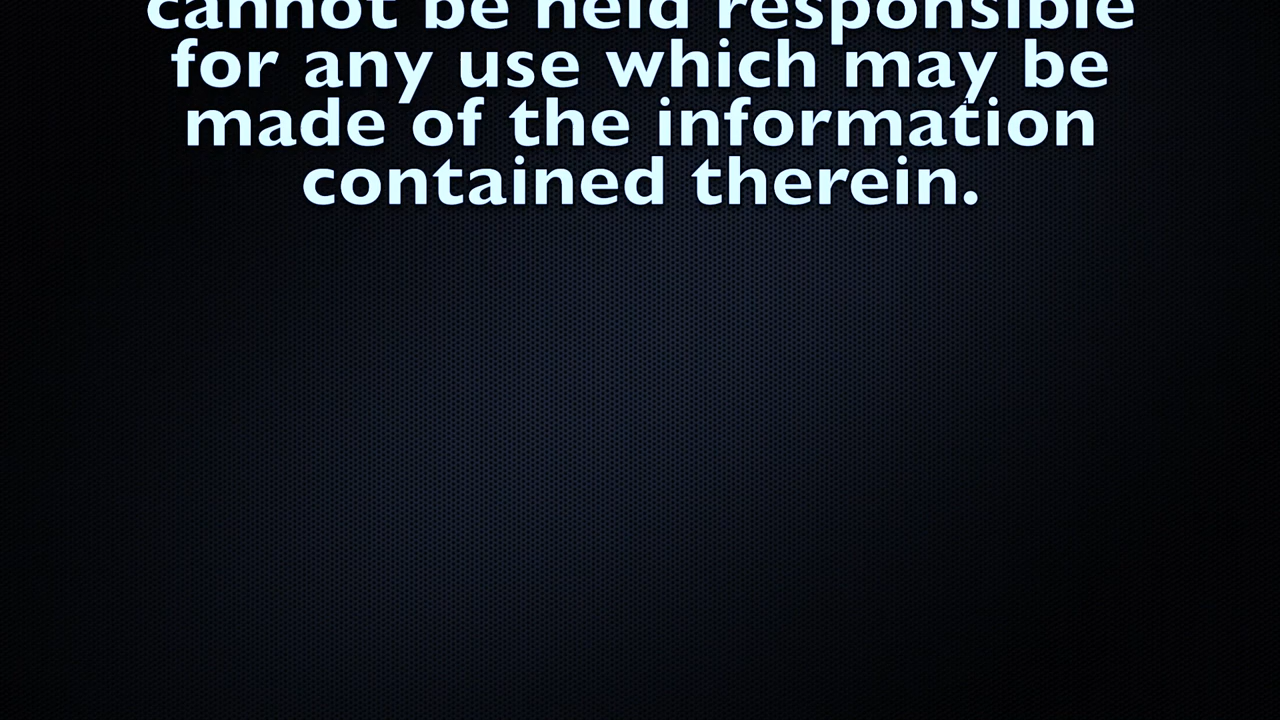 cannot be held responsible
for any use which may be
made of the information
contained therein.